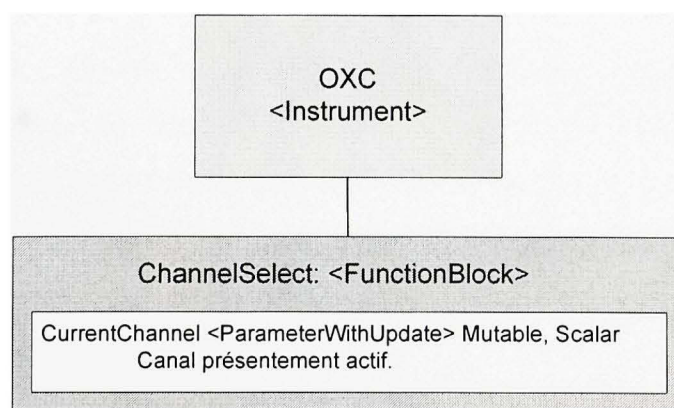 OXC
<Instrument>
ChannelSelect: <FunctionBlock>
CurrentChannel <ParameterWithUpdate> Mutable, Scalar
Canal présentement actif.